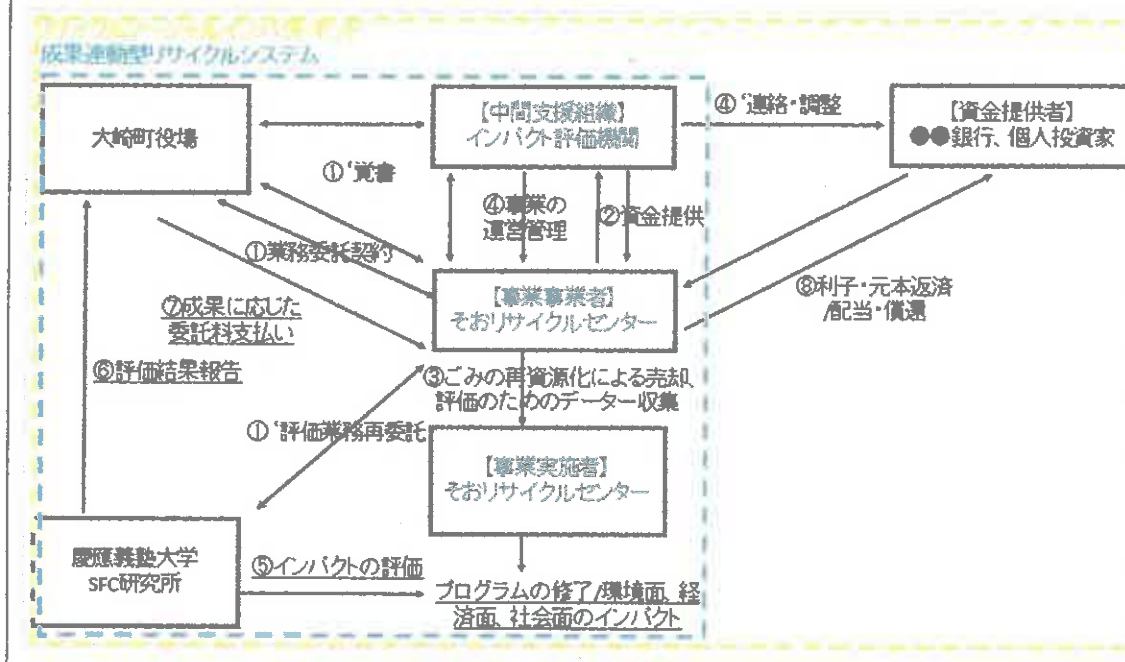 成果連動型リサイクルシステム
大崎町役場
【中間支援組織】
インパクト評価機関
④‘連絡・調整
【資金提供者】
●●銀行、個人投資家
①‘覚書
④事業の
運営管理
②資金提供
①業務委託契約
【事業事業者】
そおリサイクルセンター
⑧利子・元本返済
/配当・償還
⑦成果に応じた
委託料支払い
⑥評価結果報告
③ごみの再資源化による売却、
評価のためのデーター収集
①‘評価業務再委託
【事業実施者】
そおリサイクルセンター
慶應義塾大学
SFC研究所
⑤インパクトの評価
プログラムの修了/環境面、経
済面、社会面のインパクト